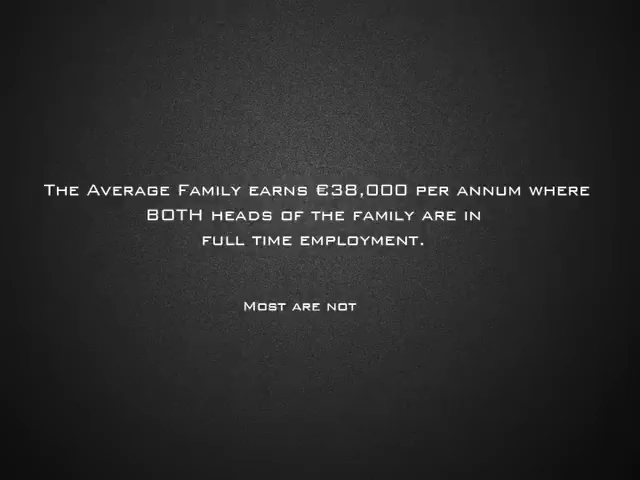 The Average Family earns €38,000 per annum where
BOTH heads of the family are in
full time employment.
Most are not